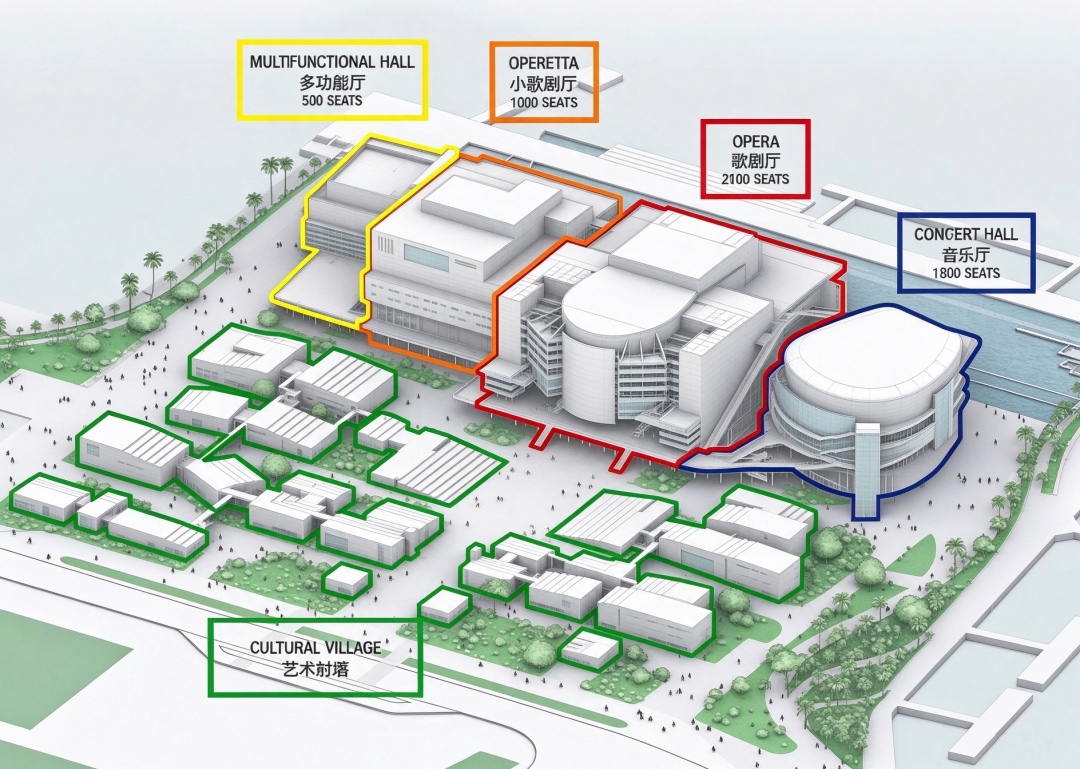 MULTIFUNCTIONAL HALL
多功能厅
500 SEATS
OPERETTA
小歌剧厅
1000 SEATS
OPERA
歌剧厅
2100 SEATS
CONCERT HALL
音乐厅
1800 SEATS
CULTURAL VILLAGE
艺术射塔